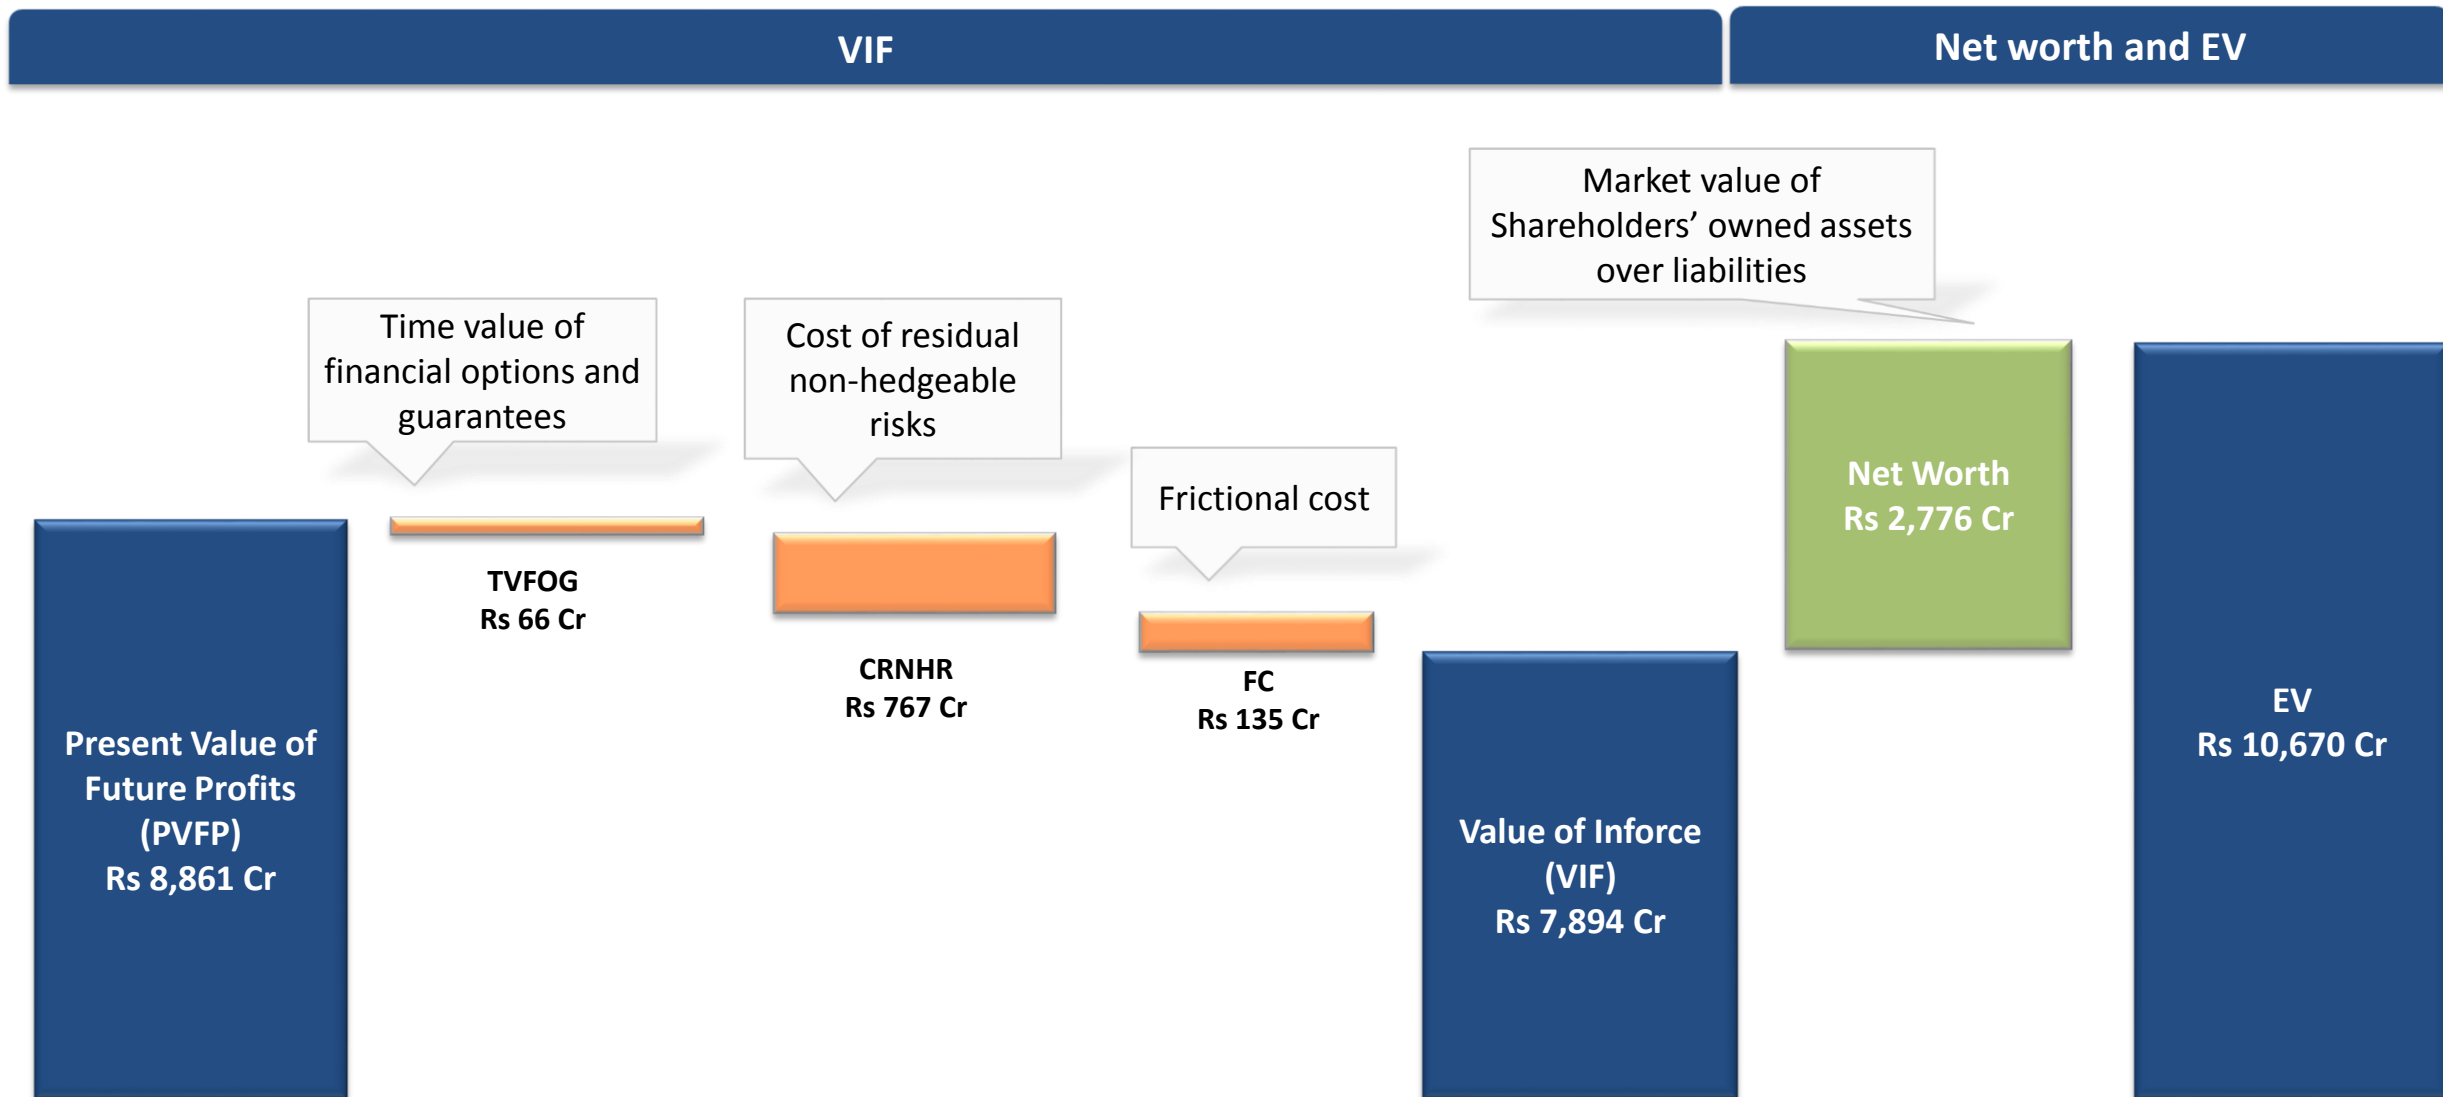 VIF
Net worth and EV
Market value of
Shareholders’ owned assets
over liabilities
Time value of
financial options and
guarantees
Cost of residual
non-hedgeable
risks
Frictional cost
Net Worth
Rs 2,776 Cr
TVFOG
Rs 66 Cr
CRNHR
Rs 767 Cr
FC
Rs 135 Cr
Present Value of
Future Profits
(PVFP)
Rs 8,861 Cr
Value of Inforce
(VIF)
Rs 7,894 Cr
EV
Rs 10,670 Cr